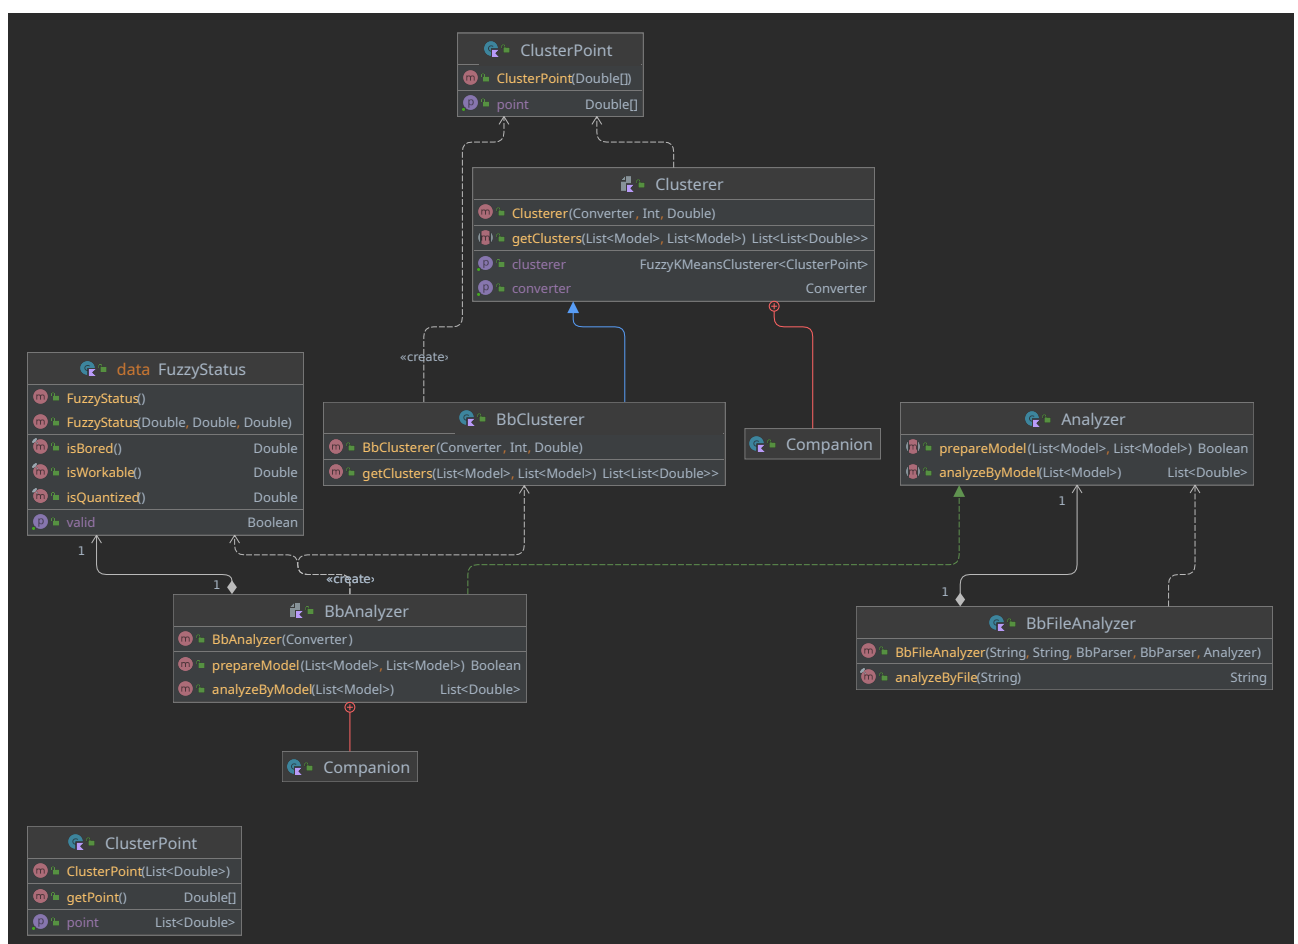 ClusterPoint
ClusterPoint(Double[])
point Double[]
Clusterer
Clusterer(Converter, Int, Double)
getClusters(List<Model>, List<Model>) List<List<Double>>
clusterer FuzzyKMeansClusterer<ClusterPoint>
converter Converter
«create»
data FuzzyStatus
FuzzyStatus()
FuzzyStatus(Double, Double, Double)
isBored() Double
isWorkable() Double
isQuantized() Double
valid Boolean
BbClusterer
BbClusterer(Converter, Int, Double)
getClusters(List<Model>, List<Model>) List<List<Double>>
Companion
Analyzer
prepareModel(List<Model>, List<Model>) Boolean
analyzeByModel(List<Model>) List<Double>
1
1
1
«create»
1
BbAnalyzer
BbAnalyzer(Converter)
prepareModel(List<Model>, List<Model>) Boolean
analyzeByModel(List<Model>) List<Double>
BbFileAnalyzer
BbFileAnalyzer(String, String, BbParser, BbParser, Analyzer)
analyzeByFile(String) String
Companion
ClusterPoint
ClusterPoint(List<Double>)
getPoint() Double[]
point List<Double>